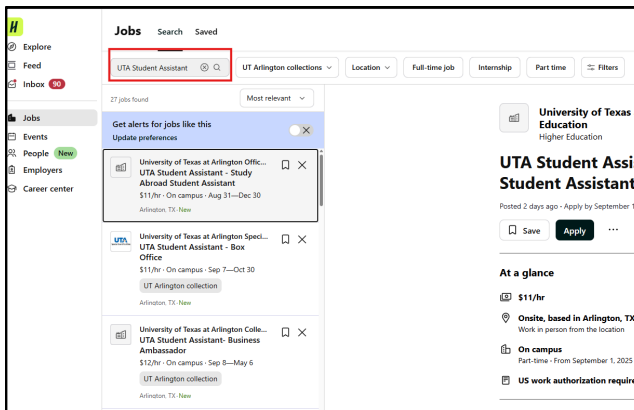 H
Jobs Search Saved
Explore
Feed
Inbox 90
Jobs
Events
People New
Employers
Career center
UTA Student Assistant
UT Arlington collections
Location
Full-time job
Internship
Part time
Filters
27 jobs found
Most relevant
Get alerts for jobs like this
Update preferences
University of Texas at Arlington Offic...
UTA Student Assistant - Study
Abroad Student Assistant
$11/hr · On campus · Aug 31—Dec 30
Arlington, TX · New
UTA
University of Texas at Arlington Speci...
UTA Student Assistant - Box
Office
$11/hr · On campus · Sep 7—Oct 30
UT Arlington collection
Arlington, TX · New
University of Texas at Arlington Colle...
UTA Student Assistant- Business
Ambassador
$12/hr · On campus · Sep 8—May 6
UT Arlington collection
Arlington, TX · New
University of Texas
Education
Higher Education
UTA Student Assi
Student Assistant
Posted 2 days ago · Apply by September 1
Save
Apply
...
At a glance
$11/hr
Onsite, based in Arlington, TX
Work in person from the location
On campus
Part-time · From September 1, 2025
US work authorization require